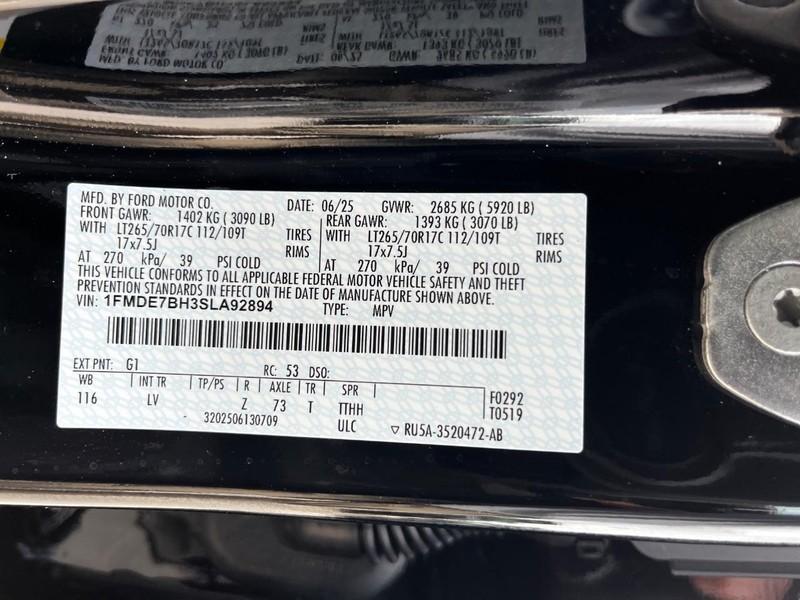 MFD. BY FORD MOTOR CO. DATE: 06/25 GVWR: 2685 KG ( 5920 LB)
FRONT GAWR: 1402 KG ( 3090 LB) REAR GAWR: 1393 KG ( 3070 LB)
WITH LT265/70R17C 112/109T TIRES WITH LT265/70R17C 112/109T TIRES
17x7.5J RIMS 17x7.5J RIMS
AT 270 kPa/ 39 PSI COLD AT 270 kPa/ 39 PSI COLD
THIS VEHICLE CONFORMS TO ALL APPLICABLE FEDERAL MOTOR VEHICLE SAFETY AND THEFT
PREVENTION STANDARDS IN EFFECT ON THE DATE OF MANUFACTURE SHOWN ABOVE.
VIN: 1FMDE7BH3SLA92894 TYPE: MPV
EXT PNT: G1 RC: 53 DSO:
WB INT TR TP/PS R AXLE TR SPR F0292
116 LV Z 73 T TTHH T0519
3202506130709 ULC ▽ RU5A-3520472-AB